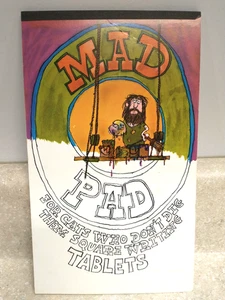 MAD
PAD
FOR CATS WHO DON'T DIG
THEM SQUARE WRITING
TABLETS